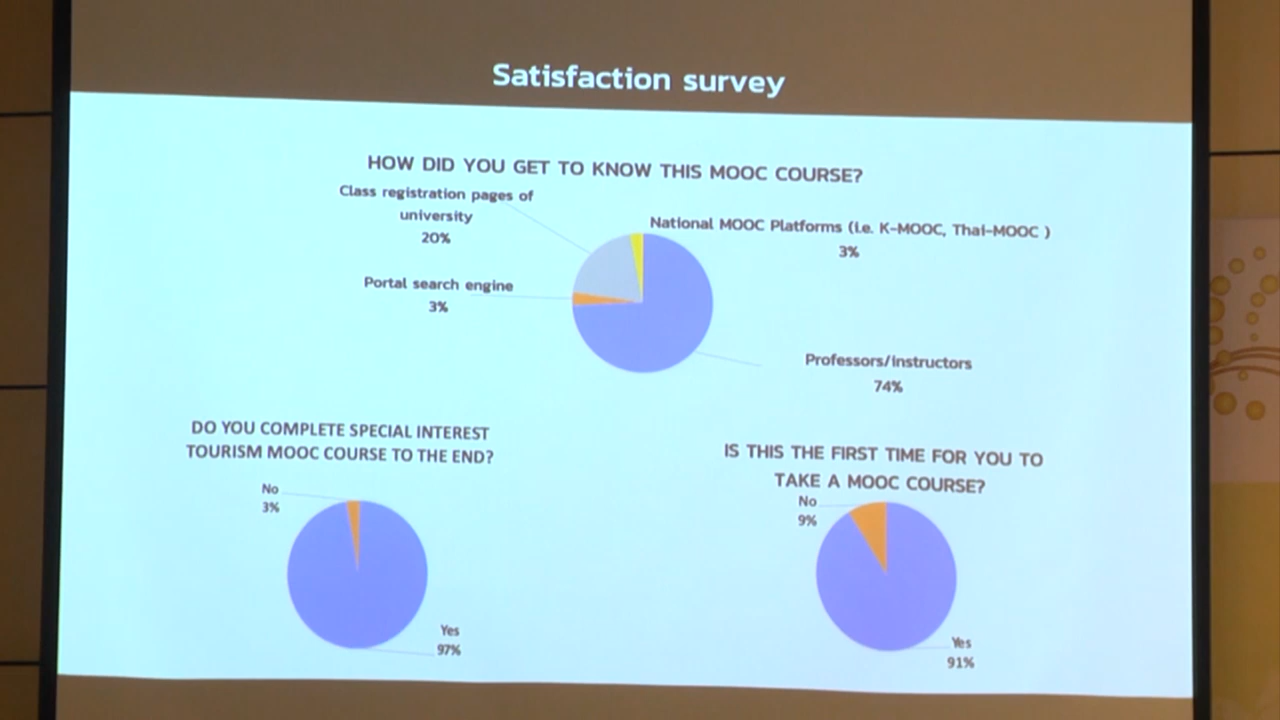 Satisfaction survey
HOW DID YOU GET TO KNOW THIS MOOC COURSE?
Class registration pages of
university
20%
National MOOC Platforms (i.e. K-MOOC, Thai-MOOC )
3%
Portal search engine
3%
Professors/instructors
74%
DO YOU COMPLETE SPECIAL INTEREST
TOURISM MOOC COURSE TO THE END?
No
3%
Yes
97%
IS THIS THE FIRST TIME FOR YOU TO
TAKE A MOOC COURSE?
No
9%
Yes
91%